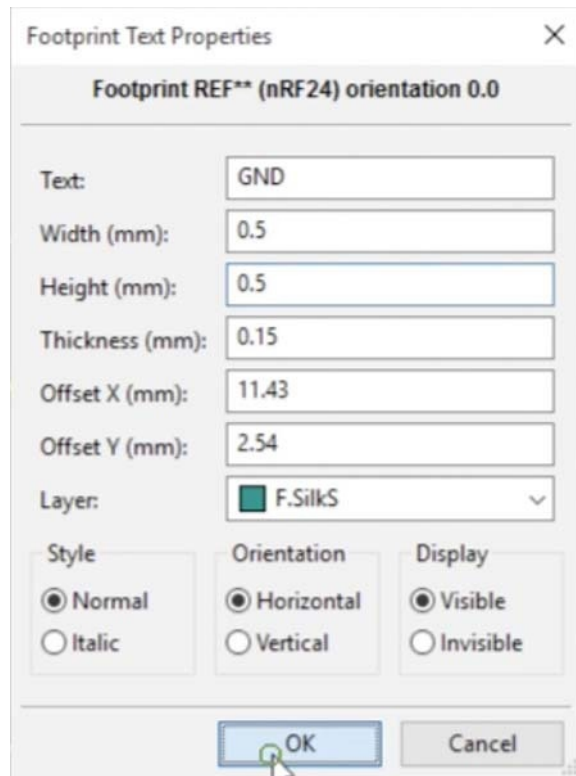 Footprint Text Properties
Footprint REF** (nRF24) orientation 0.0
Text: GND
Width (mm): 0.5
Height (mm): 0.5
Thickness (mm): 0.15
Offset X (mm): 11.43
Offset Y (mm): 2.54
Layer: F.SilkS
Style Orientation Display
Normal Horizontal Visible
Italic Vertical Invisible
OK Cancel